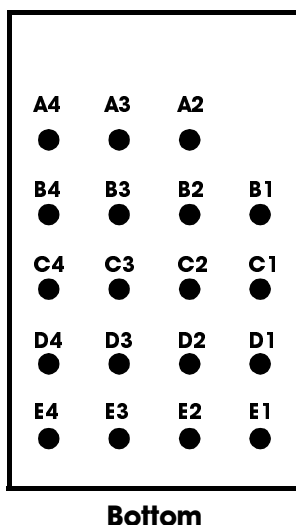 A4 A3 A2
B4 B3 B2 B1
C4 C3 C2 C1
D4 D3 D2 D1
E4 E3 E2 E1
Bottom